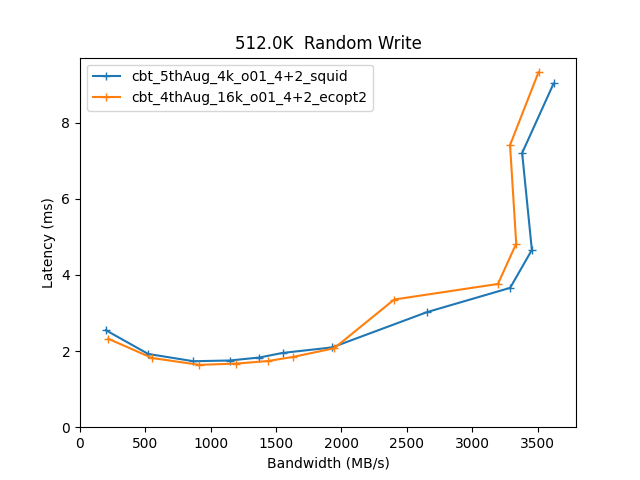 512.0K  Random Write
cbt_5thAug_4k_o01_4+2_squid
cbt_4thAug_16k_o01_4+2_ecopt2
8
6
4
2
0
Latency (ms)
0 500 1000 1500 2000 2500 3000 3500
Bandwidth (MB/s)